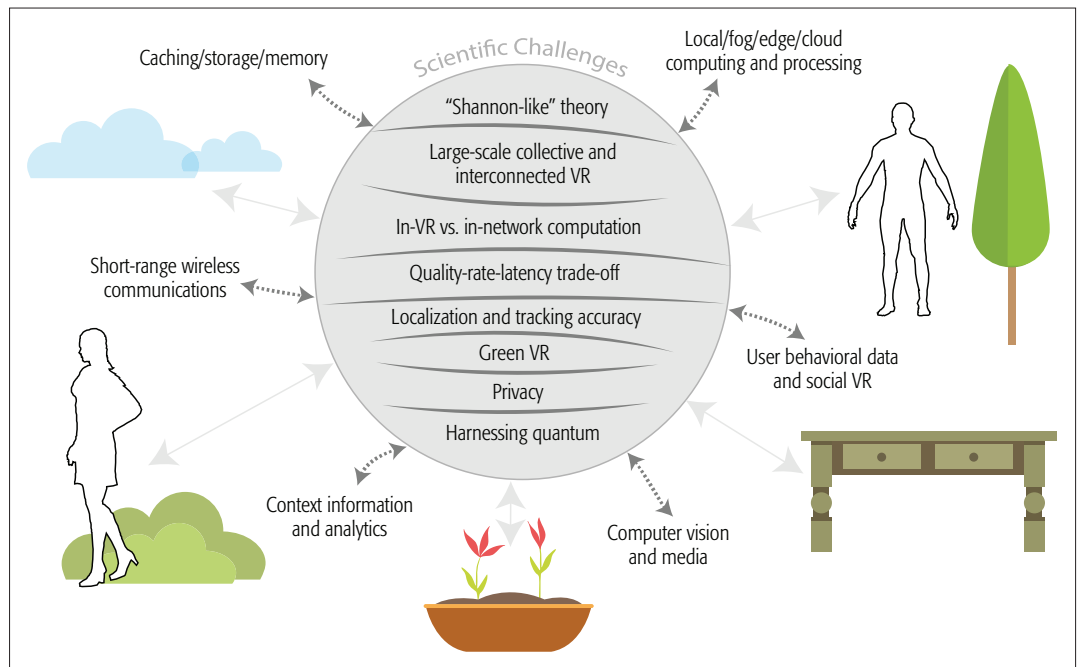 Scientific Challenges
Caching/storage/memory
Local/fog/edge/cloud
computing and processing
“Shannon-like” theory
Large-scale collective and
interconnected VR
In-VR vs. in-network computation
Quality-rate-latency trade-off
Short-range wireless
communications
Localization and tracking accuracy
Green VR
User behavioral data
and social VR
Privacy
Harnessing quantum
Context information
and analytics
Computer vision
and media